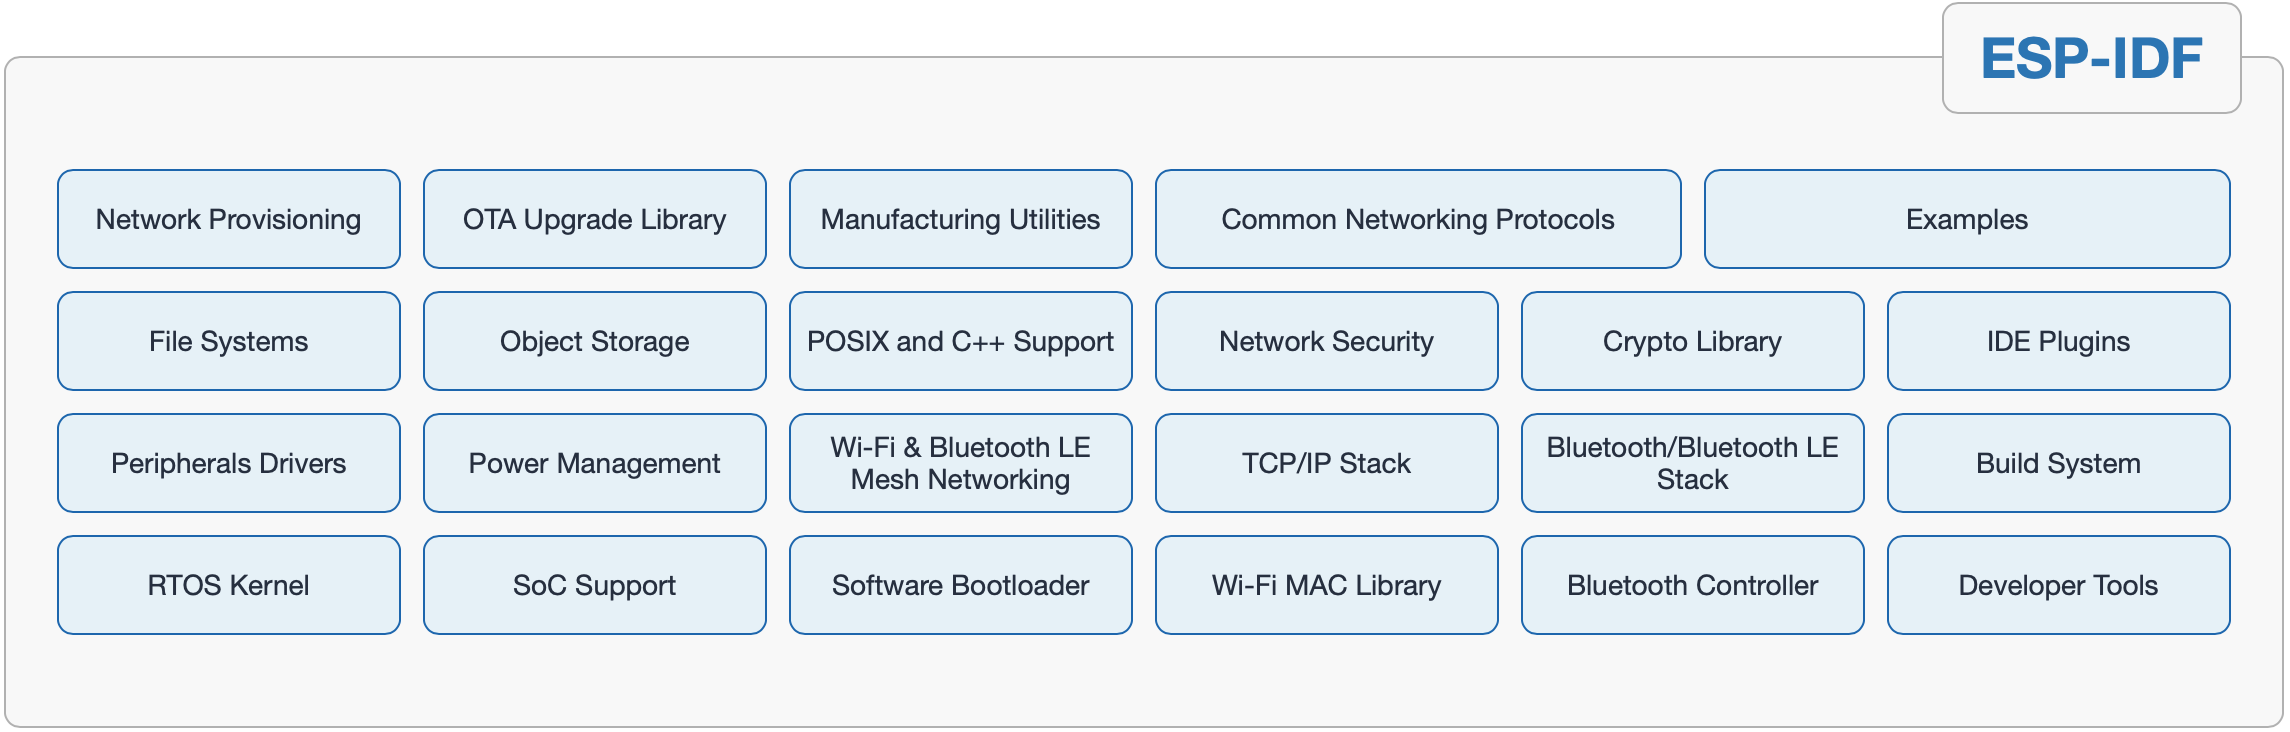 ESP-IDF
Network Provisioning
OTA Upgrade Library
Manufacturing Utilities
Common Networking Protocols
Examples
File Systems
Object Storage
POSIX and C++ Support
Network Security
Crypto Library
IDE Plugins
Peripherals Drivers
Power Management
Wi-Fi & Bluetooth LE
Mesh Networking
TCP/IP Stack
Bluetooth/Bluetooth LE
Stack
Build System
RTOS Kernel
SoC Support
Software Bootloader
Wi-Fi MAC Library
Bluetooth Controller
Developer Tools